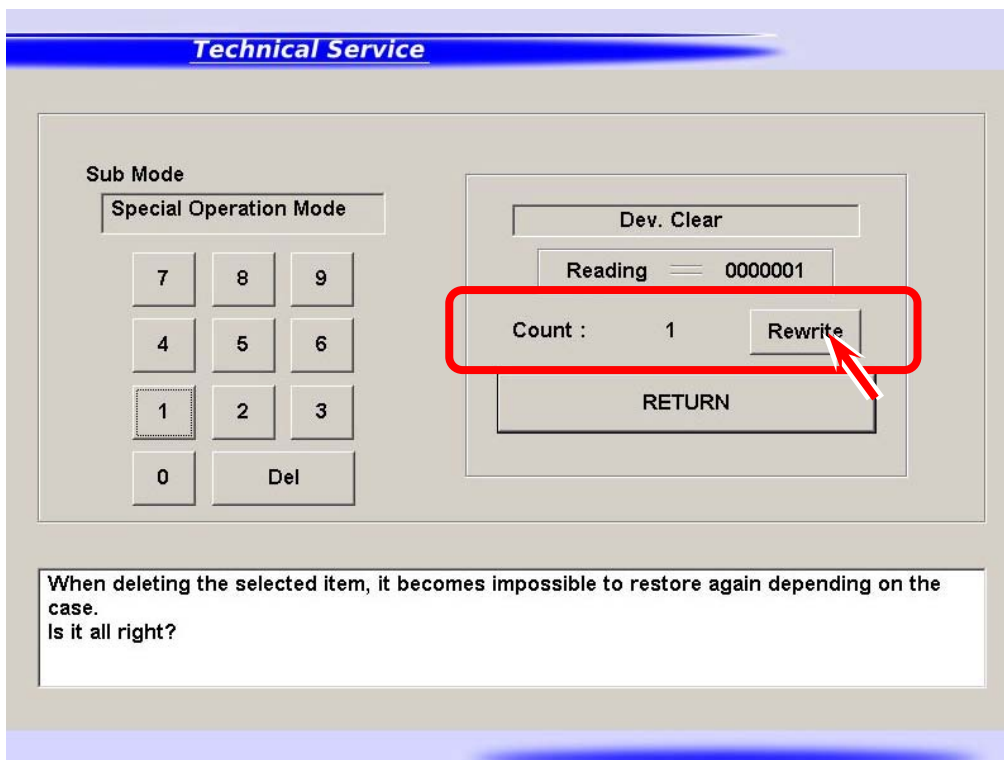 Technical Service
Sub Mode
Special Operation Mode
7 8 9
4 5 6
1 2 3
0 Del
Dev. Clear
Reading == 0000001
Count : 1 Rewrite
RETURN
When deleting the selected item, it becomes impossible to restore again depending on the
case.
Is it all right?